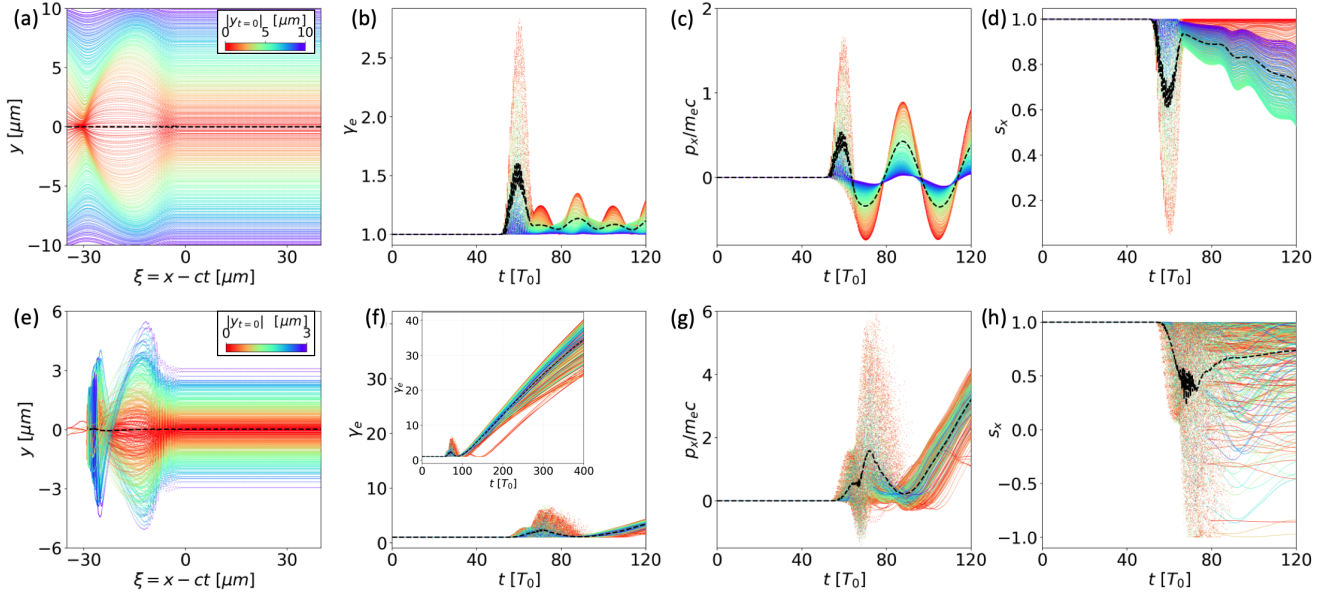 (a)
|y_{t=0}| [μm]
0 5 10
10
5
0
−5
−10
y [μm]
−30 0 30
ξ = x − ct [μm]
(b)
2.5
2.0
1.5
1.0
γ_e
0 40 80 120
t [T_0]
(c)
2
1
0
p_x/m_e c
0 40 80 120
t [T_0]
(d)
1.0
0.8
0.6
0.4
0.2
s_x
0 40 80 120
t [T_0]
(e)
|y_{t=0}| [μm]
0 3
6
3
0
−3
−6
y [μm]
−30 0 30
ξ = x − ct [μm]
(f)
40
30
20
10
0
γ_e
0 100 200 300 400
t [T_0]
30
20
10
0
γ_e
0 40 80 120
t [T_0]
(g)
6
4
2
0
p_x/m_e c
0 40 80 120
t [T_0]
(h)
1.0
0.5
0.0
−0.5
−1.0
s_x
0 40 80 120
t [T_0]